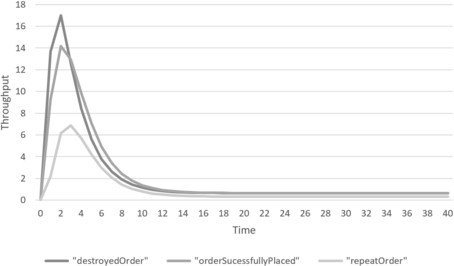 18
16
14
12
10
8
6
4
2
0
Throughput
0 2 4 6 8 10 12 14 16 18 20 22 24 26 28 30 32 34 36 38 40
Time
"destroyedOrder" "orderSucessfullyPlaced" "repeatOrder"